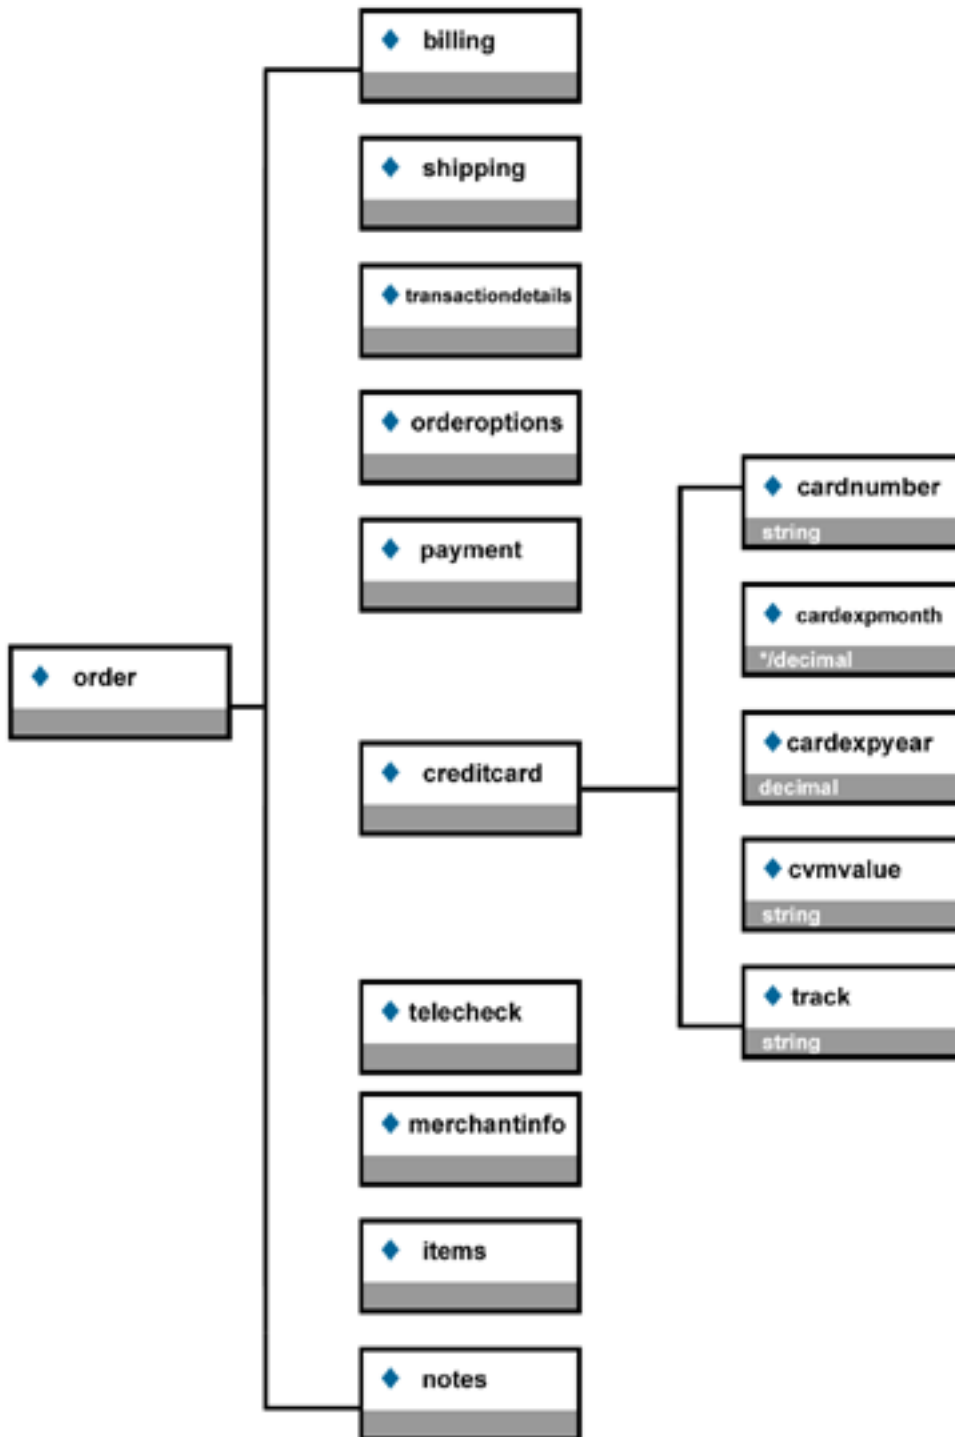 billing
shipping
transactiondetails
orderoptions
payment
order
creditcard
telecheck
merchantinfo
items
notes
cardnumber
string
cardexpmonth
*/decimal
cardexpyear
decimal
cvmvalue
string
track
string